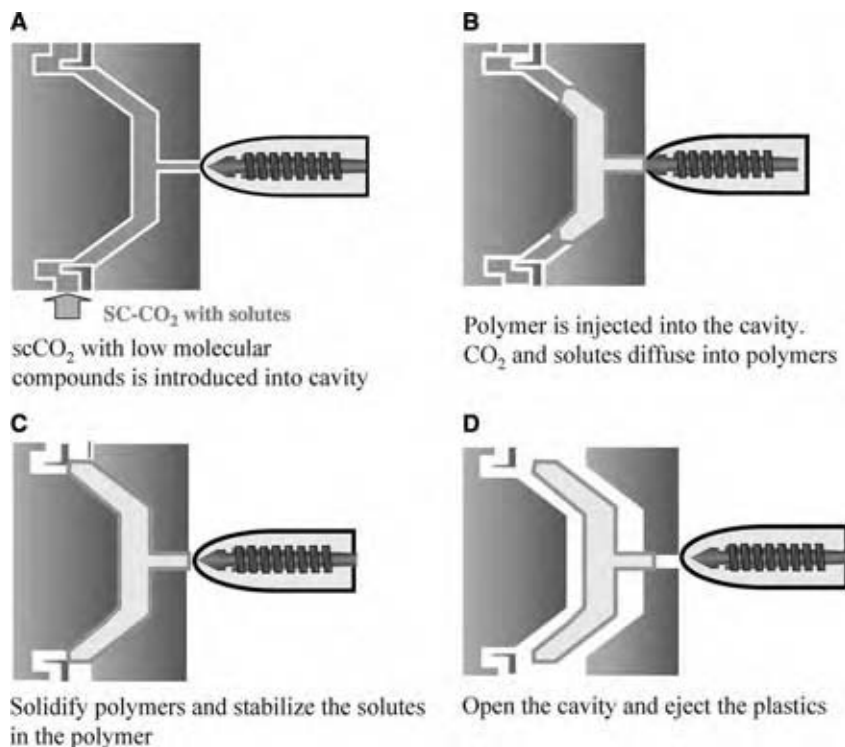 A
B
SC-CO₂ with solutes
scCO₂ with low molecular
compounds is introduced into cavity
Polymer is injected into the cavity.
CO₂ and solutes diffuse into polymers
C
D
Solidify polymers and stabilize the solutes
in the polymer
Open the cavity and eject the plastics